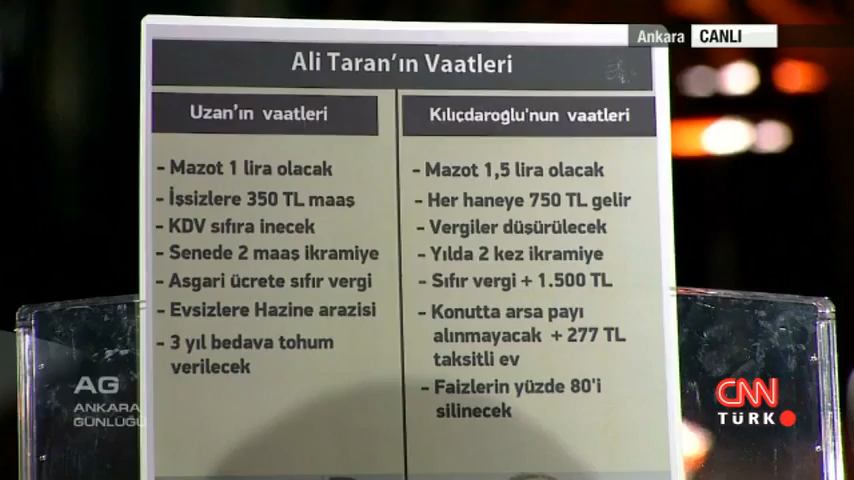 Ankara CANLI
Ali Taran'ın Vaatleri
Uzan'ın vaatleri
- Mazot 1 lira olacak
- İşsizlere 350 TL maaş
- KDV sıfıra inecek
- Senede 2 maaş ikramiye
- Asgari ücrete sıfır vergi
- Evsizlere Hazine arazisi
- 3 yıl bedava tohum
verilecek
Kılıçdaroğlu'nun vaatleri
- Mazot 1,5 lira olacak
- Her haneye 750 TL gelir
- Vergiler düşürülecek
- Yılda 2 kez ikramiye
- Sıfır vergi + 1.500 TL
- Konutta arsa payı
alınmayacak + 277 TL
taksitli ev
- Faizlerin yüzde 80'i
silinecek
AG
ANKARA
GÜNLÜĞÜ
CNN
TÜRK